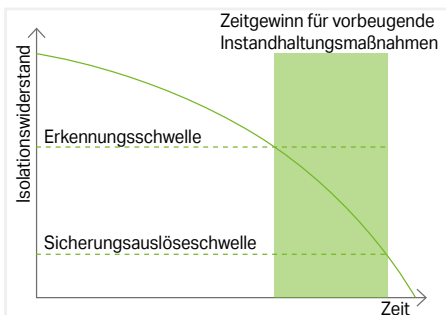 Zeitgewinn für vorbeugende
Instandhaltungsmaßnahmen
Isolationswiderstand
Erkennungsschwelle
Sicherungsauslöseschwelle
Zeit